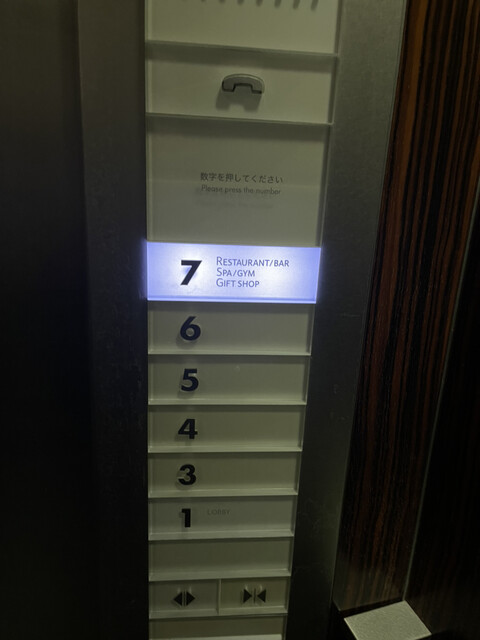 数字を押してください
Please press the number
7 RESTAURANT/BAR
SPA/GYM
GIFT SHOP
6
5
4
3
1 LOBBY